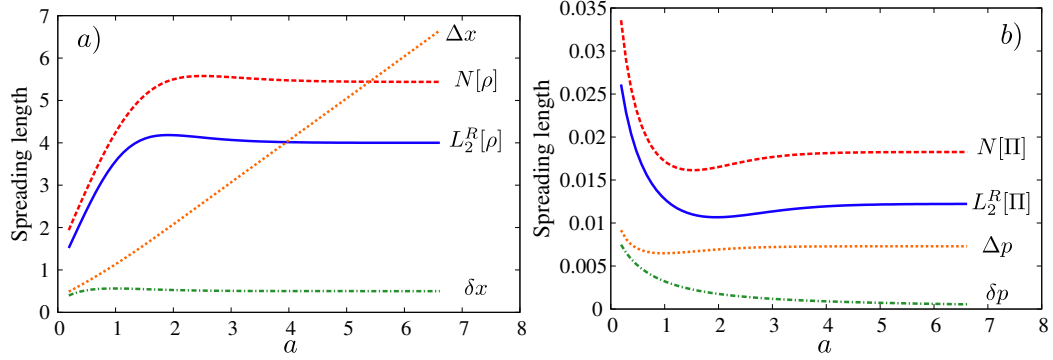 a)
7
6
5
4
3
2
1
0
Spreading length
0 1 2 3 4 5 6 7 8
a
Δx
N[ρ]
L₂ᴿ[ρ]
δx
b)
0.035
0.03
0.025
0.02
0.015
0.01
0.005
0
Spreading length
0 1 2 3 4 5 6 7 8
a
N[Π]
L₂ᴿ[Π]
Δp
δp